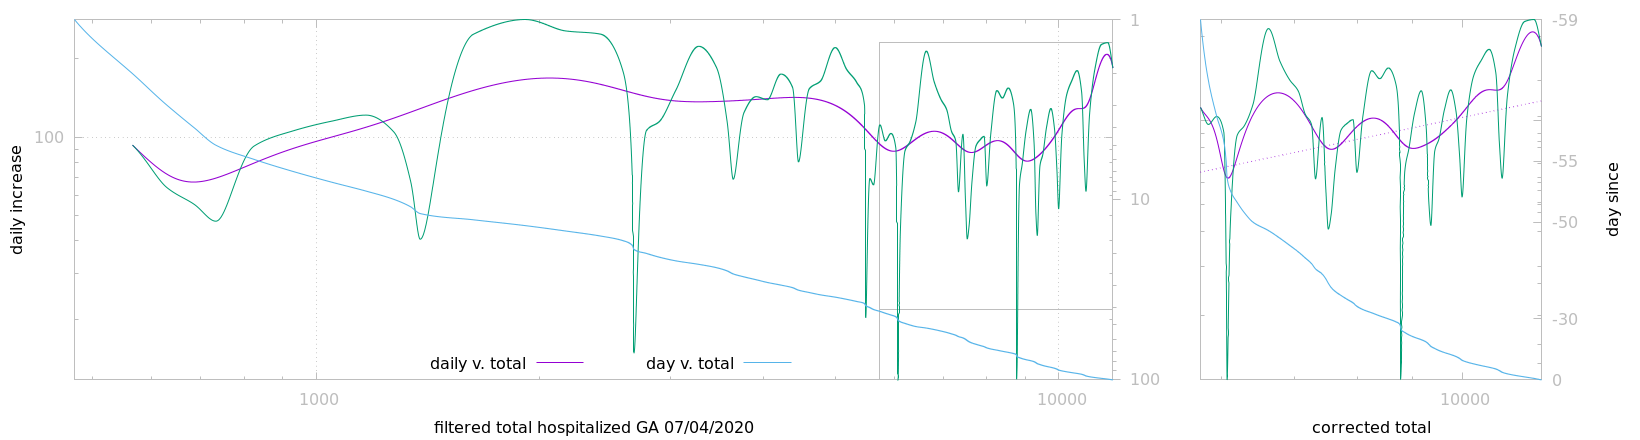 1
-59
100
daily increase
-55
day since
10
-50
-30
daily v. total
day v. total
100
0
1000
10000
10000
filtered total hospitalized GA 07/04/2020
corrected total